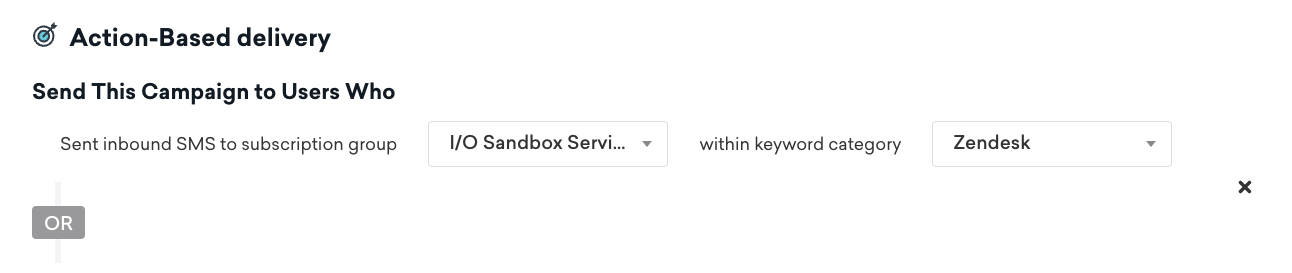 Action-Based delivery
Send This Campaign to Users Who
Sent inbound SMS to subscription group I/O Sandbox Servi... within keyword category Zendesk
OR